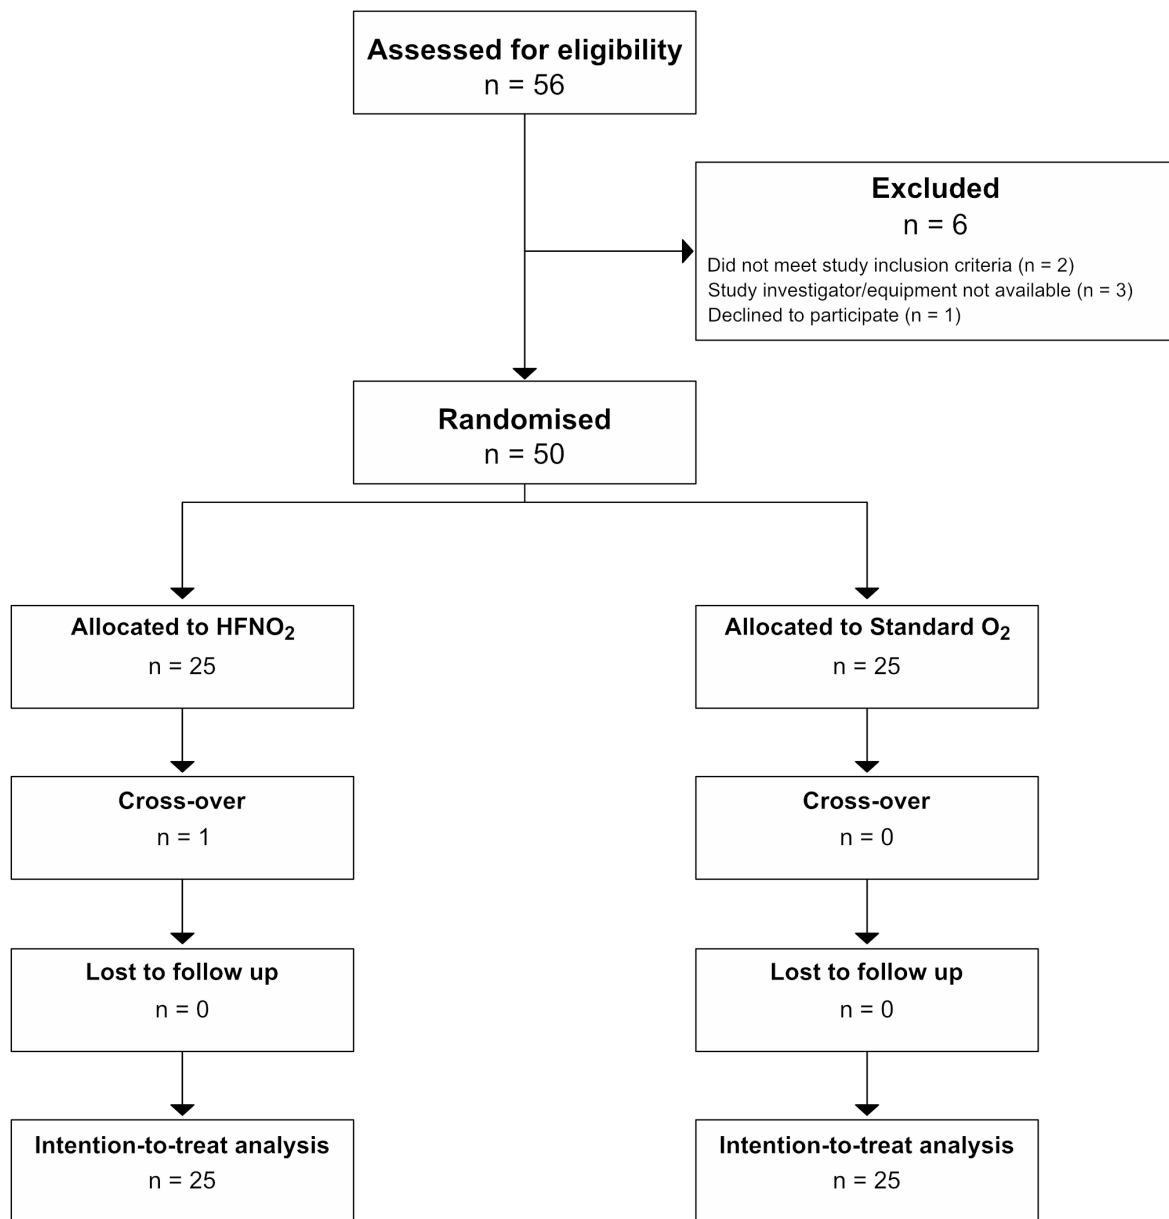 Assessed for eligibility
n = 56
Excluded
n = 6
Did not meet study inclusion criteria (n = 2)
Study investigator/equipment not available (n = 3)
Declined to participate (n = 1)
Randomised
n = 50
Allocated to HFNO2
n = 25
Allocated to Standard O2
n = 25
Cross-over
n = 1
Cross-over
n = 0
Lost to follow up
n = 0
Lost to follow up
n = 0
Intention-to-treat analysis
n = 25
Intention-to-treat analysis
n = 25